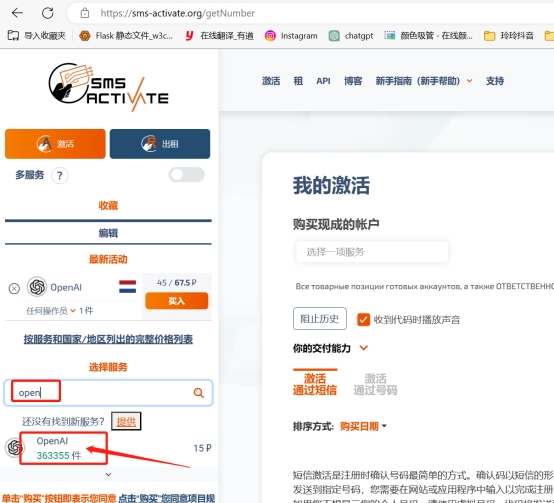 https://sms-activate.org/getNumber
导入收藏夹
Flask 静态文件_w3c...
在线翻译_有道
Instagram
chatgpt
颜色吸管 - 在线颜...
玲玲抖音
SMS
ACTIVATE
激活
租
API
博客
新手指南（新手帮助）
支持
激活
出租
多服务
?
收藏
编辑
最新活动
OpenAI
45 / 67.5 ₽
买入
任何操作员
1件
按服务和国家/地区列出的完整价格列表
选择服务
open
还没有找到新服务?
提供
OpenAI
363355 件
15 ₽
单击"购买"按钮即表示您同意 点击"购买"您同意项目规
我的激活
购买现成的帐户
选择一项服务
Все товарные позиции готовых аккаунтов, а также ОТВЕТСТВЕНН
阻止历史
收到代码时播放声音
你的交付能力
激活
通过短信
激活
通过号码
排序方式:
购买日期
短信激活是注册时确认号码最简单的方式。确认码以短信的形
发送到指定号码，您需要在网站或应用程序中输入以完成注册